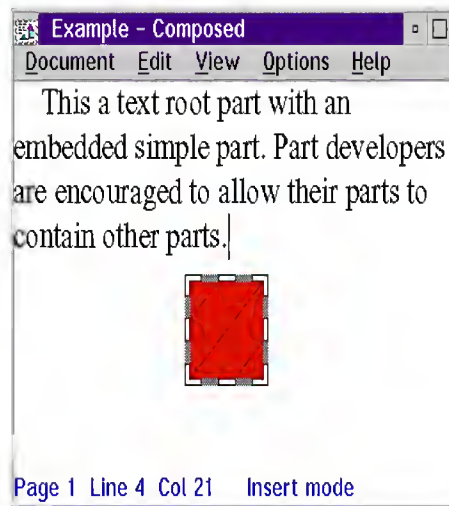 Example - Composed
Document Edit View Options Help
This a text root part with an
embedded simple part. Part developers
are encouraged to allow their parts to
contain other parts.
Page 1 Line 4 Col 21 Insert mode